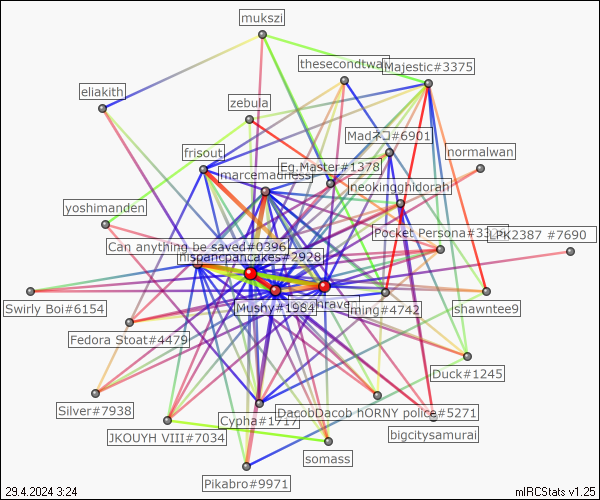 mukszi
thesecondtwa
Majestic#3375
eliakith
zebula
Madネコ#6901
frisout
normalwan
Eg.Master#1378
marcemadness
neokingghidorah
yoshimanden
Pocket Persona#3
PK2387 #7690
Can anything be saved#0396
hispanicpancakes#2928
Swirly Boi#6154
Mushy#1984
ming#4742
shawntee9
Fedora Stoat#4479
Duck#1245
Silver#7938
Cypha#1717
DacobDacob hORNY police#5271
JKOUYH VIII#7034
bigcitysamurai
somass
Pikabro#9971
29.4.2024 3:24
mIRCStats v1.25